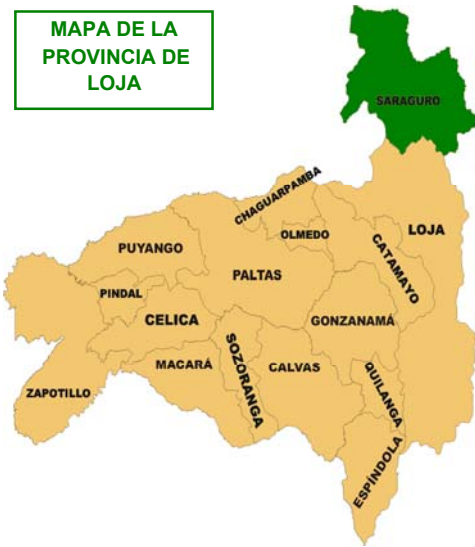 MAPA DE LA
PROVINCIA DE
LOJA
SARAGURO
CHAGUARPAMBA
LOJA
OLMEDO
CATAMAYO
PUYANGO
PALTAS
PINDAL
CELICA
GONZANAMÁ
SOZORANGA
MACARÁ
CALVAS
QUILANGA
ZAPOTILLO
ESPÍNDOLA